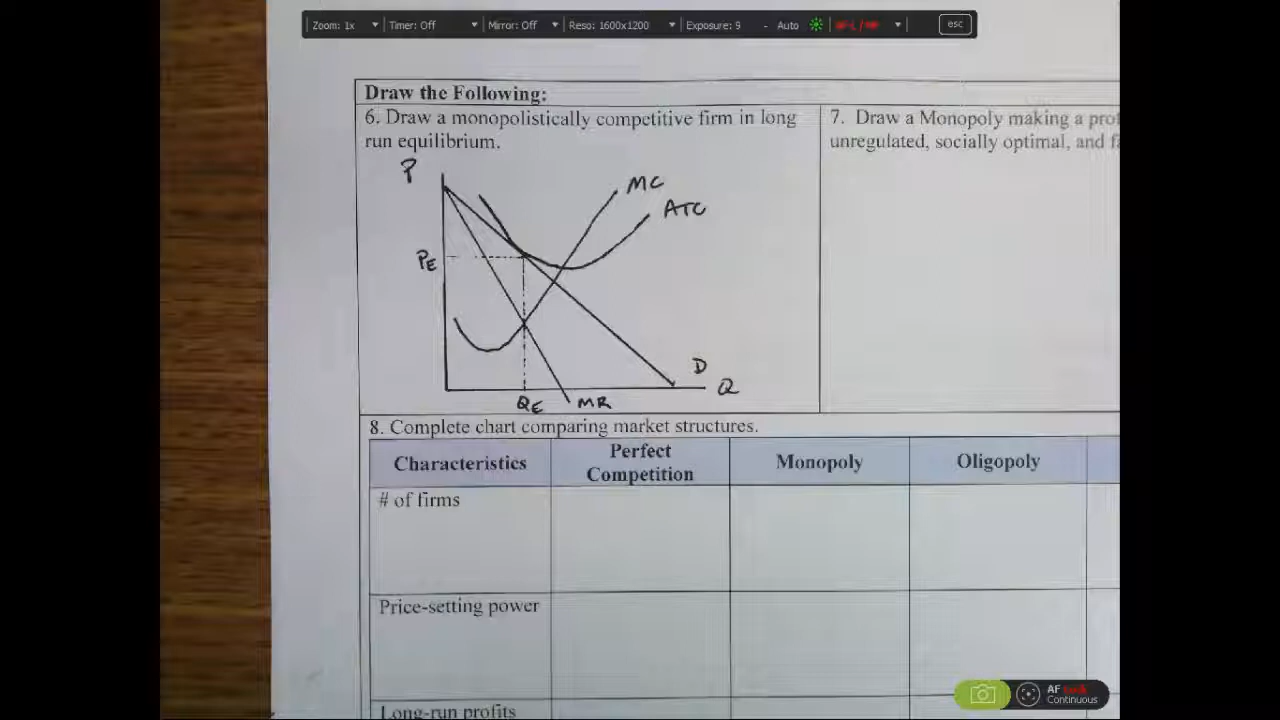 Zoom: 1x Timer: Off Mirror: Off Reso: 1600x1200 Exposure: 9 - Auto esc
Draw the Following:
6. Draw a monopolistically competitive firm in long
run equilibrium.
7. Draw a Monopoly making a
unregulated, socially optimal, and
P
MC
ATC
PE
D
Q
QE
MR
8. Complete chart comparing market structures.
Characteristics
Perfect
Competition
Monopoly
Oligopoly
# of firms
Price-setting power
Long-run profits
AF
Continuous